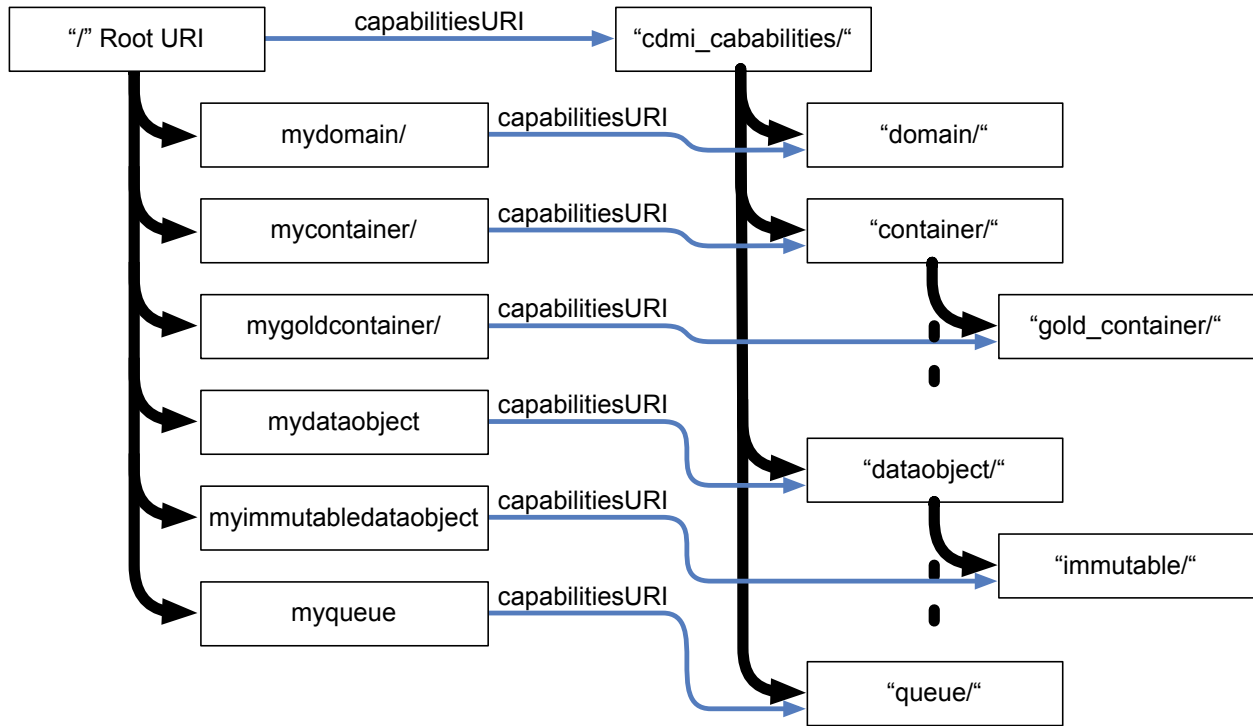 capabilitiesURI
“/” Root URI
“cdmi_cababilities/“
mydomain/
capabilitiesURI
“domain/“
mycontainer/
capabilitiesURI
“container/“
mygoldcontainer/
capabilitiesURI
“gold_container/“
mydataobject
capabilitiesURI
“dataobject/“
myimmutabledataobject
capabilitiesURI
“immutable/“
myqueue
capabilitiesURI
“queue/“